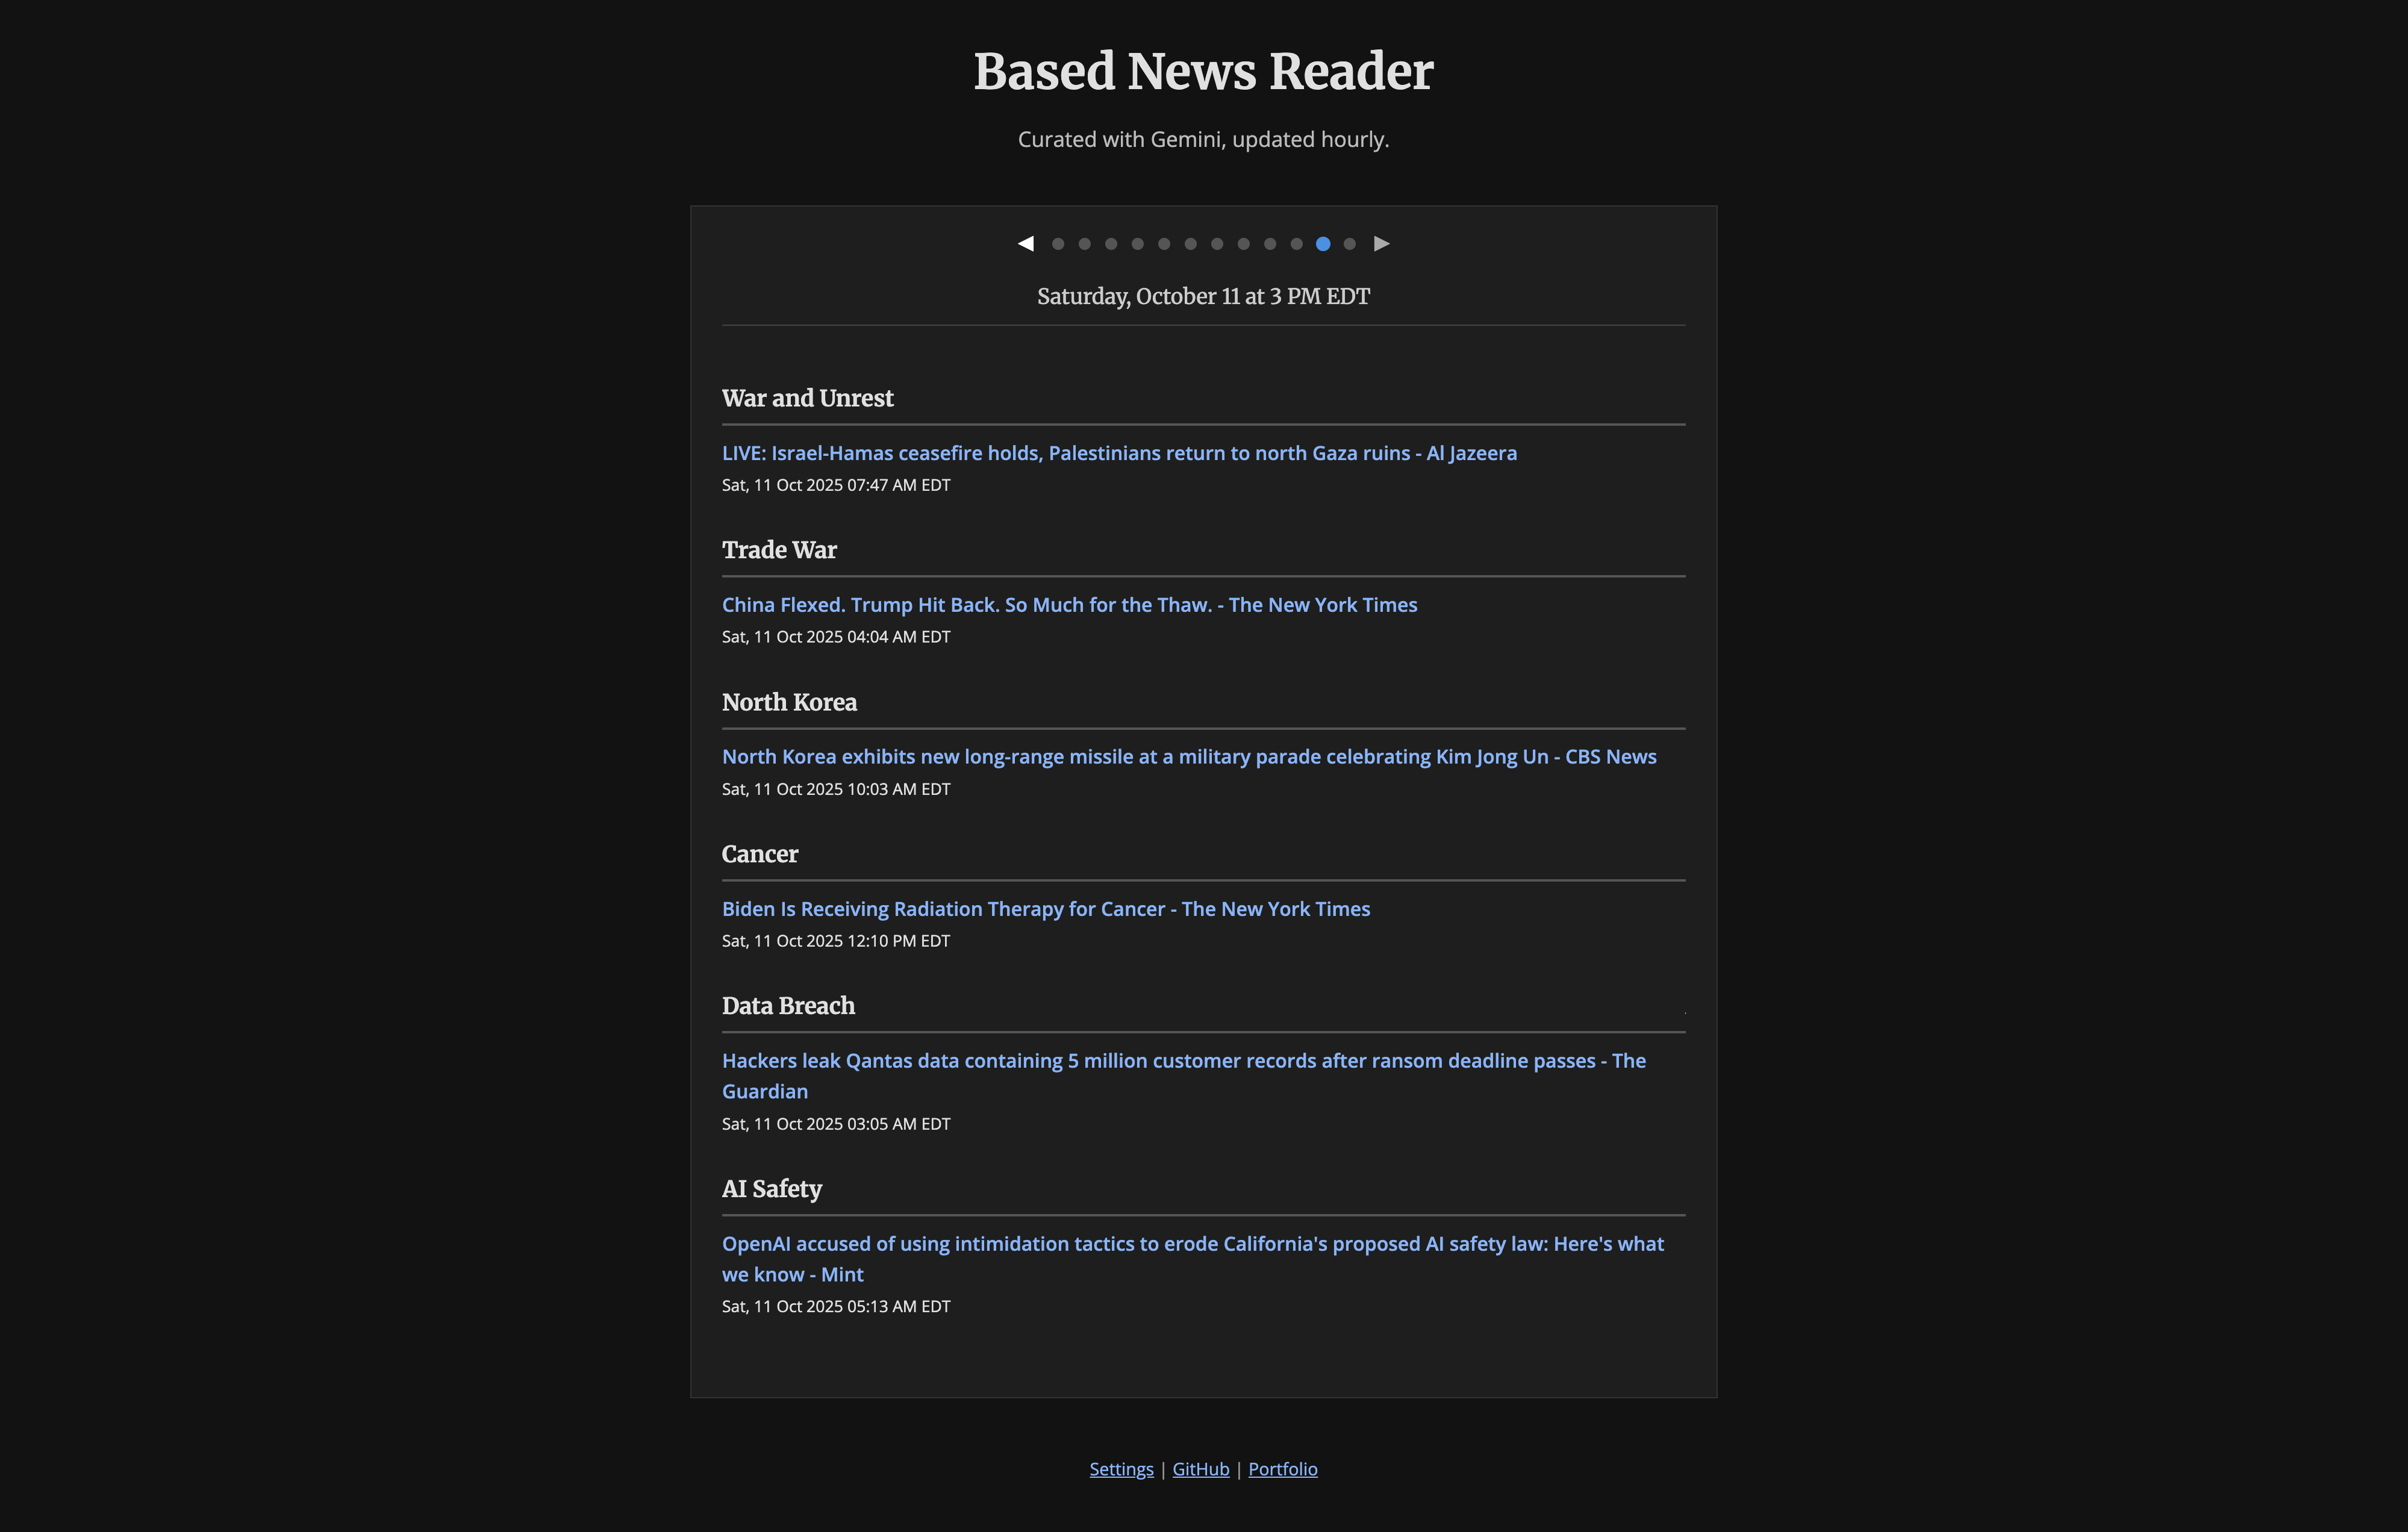 Based News Reader
Curated with Gemini, updated hourly.
Saturday, October 11 at 3 PM EDT
War and Unrest
LIVE: Israel-Hamas ceasefire holds, Palestinians return to north Gaza ruins - Al Jazeera
Sat, 11 Oct 2025 07:47 AM EDT
Trade War
China Flexed. Trump Hit Back. So Much for the Thaw. - The New York Times
Sat, 11 Oct 2025 04:04 AM EDT
North Korea
North Korea exhibits new long-range missile at a military parade celebrating Kim Jong Un - CBS News
Sat, 11 Oct 2025 10:03 AM EDT
Cancer
Biden Is Receiving Radiation Therapy for Cancer - The New York Times
Sat, 11 Oct 2025 12:10 PM EDT
Data Breach
Hackers leak Qantas data containing 5 million customer records after ransom deadline passes - The
Guardian
Sat, 11 Oct 2025 03:05 AM EDT
AI Safety
OpenAI accused of using intimidation tactics to erode California's proposed AI safety law: Here's what
we know - Mint
Sat, 11 Oct 2025 05:13 AM EDT
Settings | GitHub | Portfolio